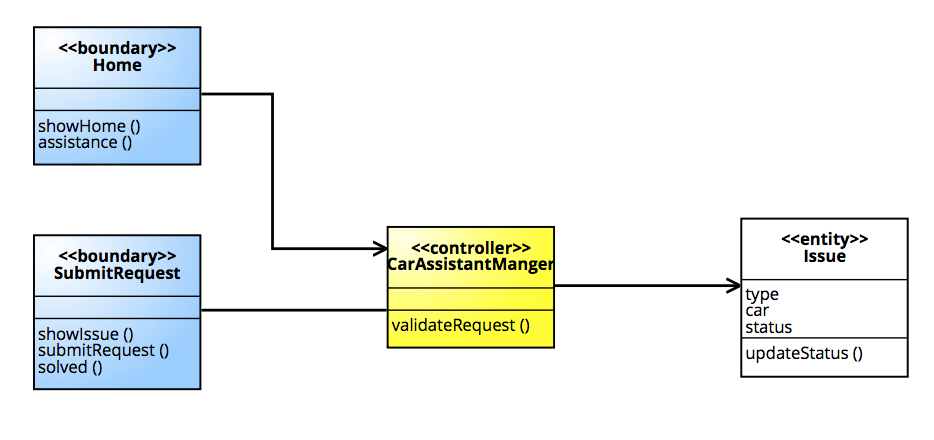 <<boundary>>
Home
showHome ()
assistance ()
<<boundary>>
SubmitRequest
showIssue ()
submitRequest ()
solved ()
<<controller>>
CarAssistantManger
validateRequest ()
<<entity>>
Issue
type
car
status
updateStatus ()